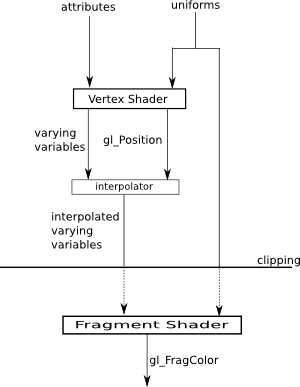 attributes
uniforms
Vertex Shader
varying
variables
gl_Position
interpolator
interpolated
varying
variables
clipping
Fragment Shader
gl_FragColor